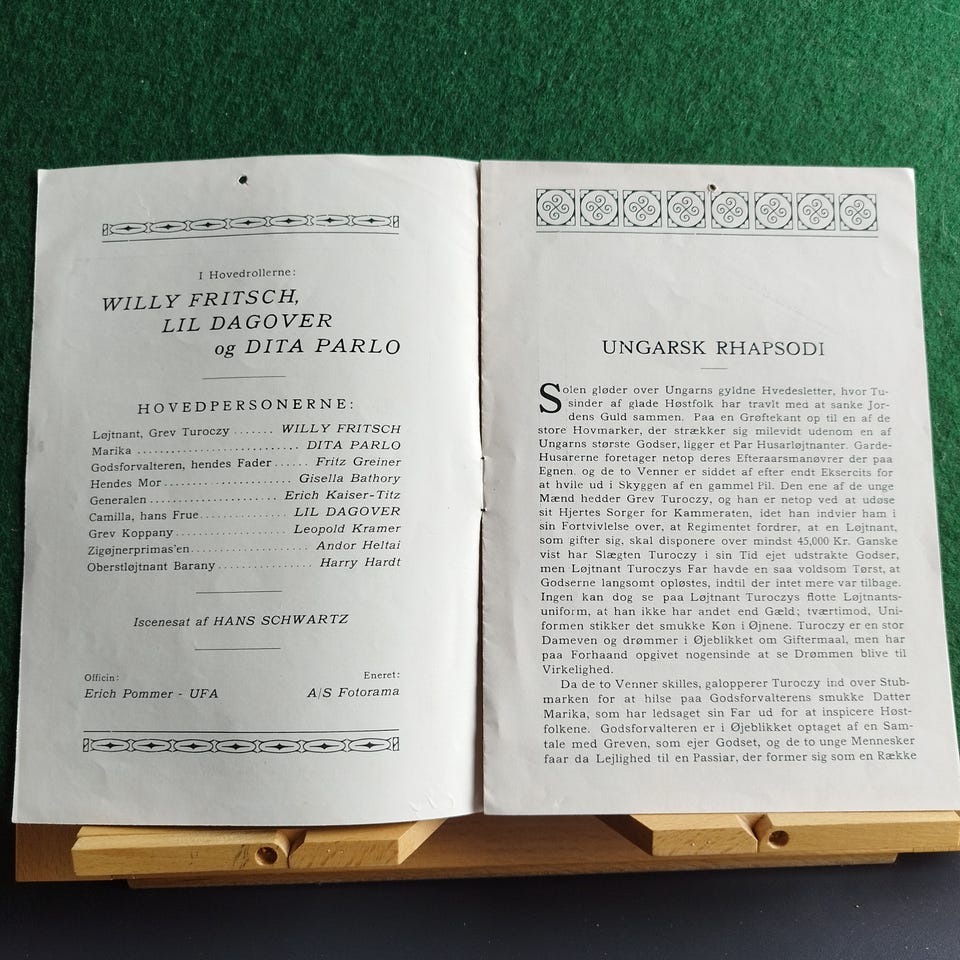 I Hovedrollerne:
WILLY FRITSCH,
LIL DAGOVER
og DITA PARLO
HOVEDPERSONERNE:
Løjtnant, Grev Turoczy ....... WILLY FRITSCH
Marika ............................ DITA PARLO
Godsforvalteren, hendes Fader ...... Fritz Greiner
Hendes Mor .................... Gisella Bathory
Generalen ..................... Erich Kaiser-Titz
Camilla, hans Frue .............. LIL DAGOVER
Grev Koppany .................. Leopold Kramer
Zigøjnerprimas'en ................ Andor Heltai
Oberstløjtnant Barany .............. Harry Hardt
Iscenesat af HANS SCHWARTZ
Officin: Eneret:
Erich Pommer - UFA A/S Fotorama
UNGARSK RHAPSODI
Solen gløder over Ungarns gyldne Hvedesletter, hvor Tu-
sinder af glade Høstfolk har travlt med at sanke Jor-
dens Guld sammen. Paa en Grøftekant op til en af de
store Hovmarker, der strækker sig milevidt udenom en af
Ungarns største Godser, ligger et Par Husarløjtnanter. Garde-
Husarerne foretager netop deres Efteraarsmanøvrer der paa
Egnen, og de to Venner er siddet af efter endt Eksercits for
at hvile ud i Skyggen af en gammel Pil. Den ene af de unge
Mænd hedder Grev Turoczy, og han er netop ved at udøse
sit Hjertes Sorger for Kammeraten, idet han indvier ham i
sin Fortvivlelse over, at Regimentet fordrer, at en Løjtnant,
som gifter sig, skal disponere over mindst 45,000 Kr. Ganske
vist har Slægten Turoczy i sin Tid ejet udstrakte Godser,
men Løjtnant Turoczys Far havde en saa voldsom Tørst, at
Godserne langsomt opløstes, indtil der intet mere var tilbage.
Ingen kan dog se paa Løjtnant Turoczys flotte Løjtnants-
uniform, at han ikke har andet end Gæld; tværtimod, Uni-
formen stikker det smukke Køn i Øjnene. Turoczy er en stor
Dameven og drømmer i Øjeblikket om Giftermaal, men har
paa Forhaand opgivet nogensinde at se Drømmen blive til
Virkelighed.
Da de to Venner skilles, galopperer Turoczy ind over Stub-
marken for at hilse paa Godsforvalterens smukke Datter
Marika, som har ledsaget sin Far ud for at inspicere Høst-
folkene. Godsforvalteren er i Øjeblikket optaget af en Sam-
tale med Greven, som ejer Godset, og de to unge Mennesker
faar da Lejlighed til en Passiar, der former sig som en Række